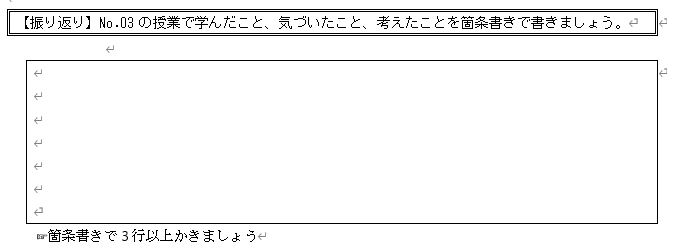 【振り返り】No.03の授業で学んだこと、気づいたこと、考えたことを箇条書きで書きましょう。
☞箇条書きで3行以上かきましょう